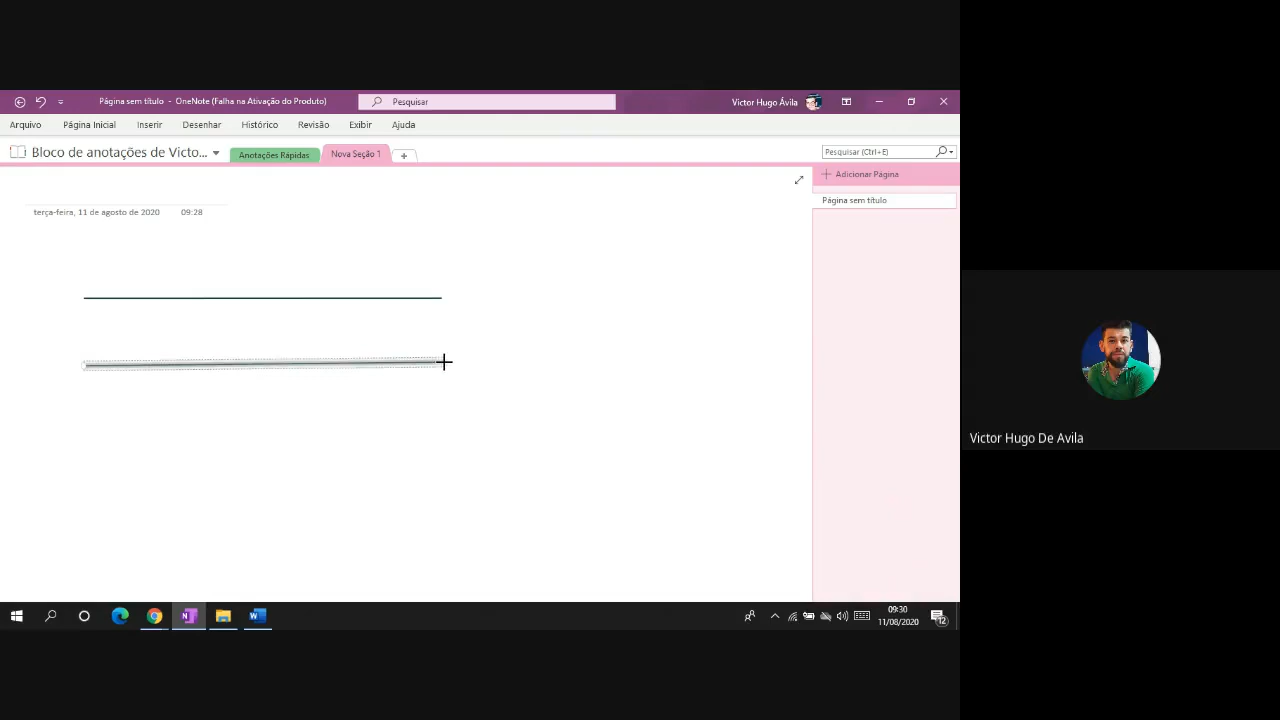 Página sem título - OneNote (Falha na Ativação do Produto)
Pesquisar
Victor Hugo Ávila
Arquivo
Página Inicial
Inserir
Desenhar
Histórico
Revisão
Exibir
Ajuda
Bloco de anotações de Victo...
Anotações Rápidas
Nova Seção 1
Pesquisar (Ctrl+E)
Adicionar Página
Página sem título
terça-feira, 11 de agosto de 2020 09:28
Victor Hugo De Avila
09:30
11/08/2020
12